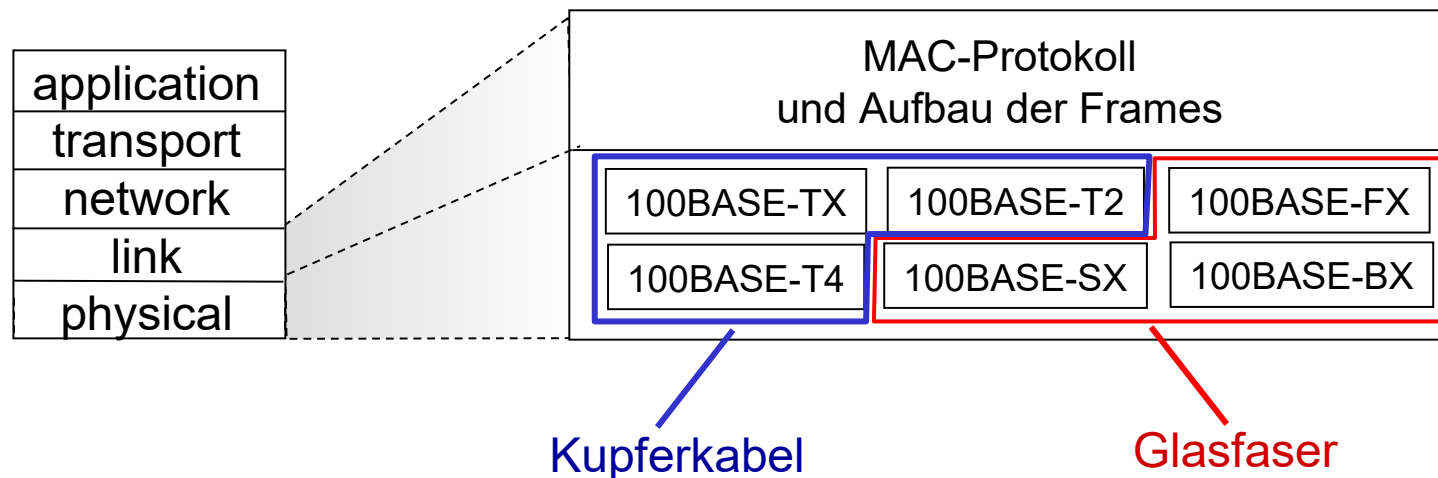 application
transport
network
link
physical
MAC-Protokoll
und Aufbau der Frames
100BASE-TX
100BASE-T2
100BASE-FX
100BASE-T4
100BASE-SX
100BASE-BX
Kupferkabel
Glasfaser